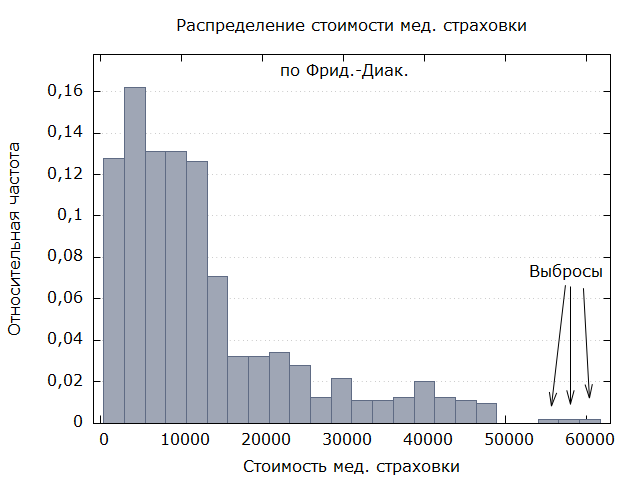 Распределение стоимости мед. страховки
по Фрид.-Диак.
0,16
0,14
0,12
0,1
0,08
0,06
0,04
0,02
0
Относительная частота
Выбросы
0 10000 20000 30000 40000 50000 60000
Стоимость мед. страховки